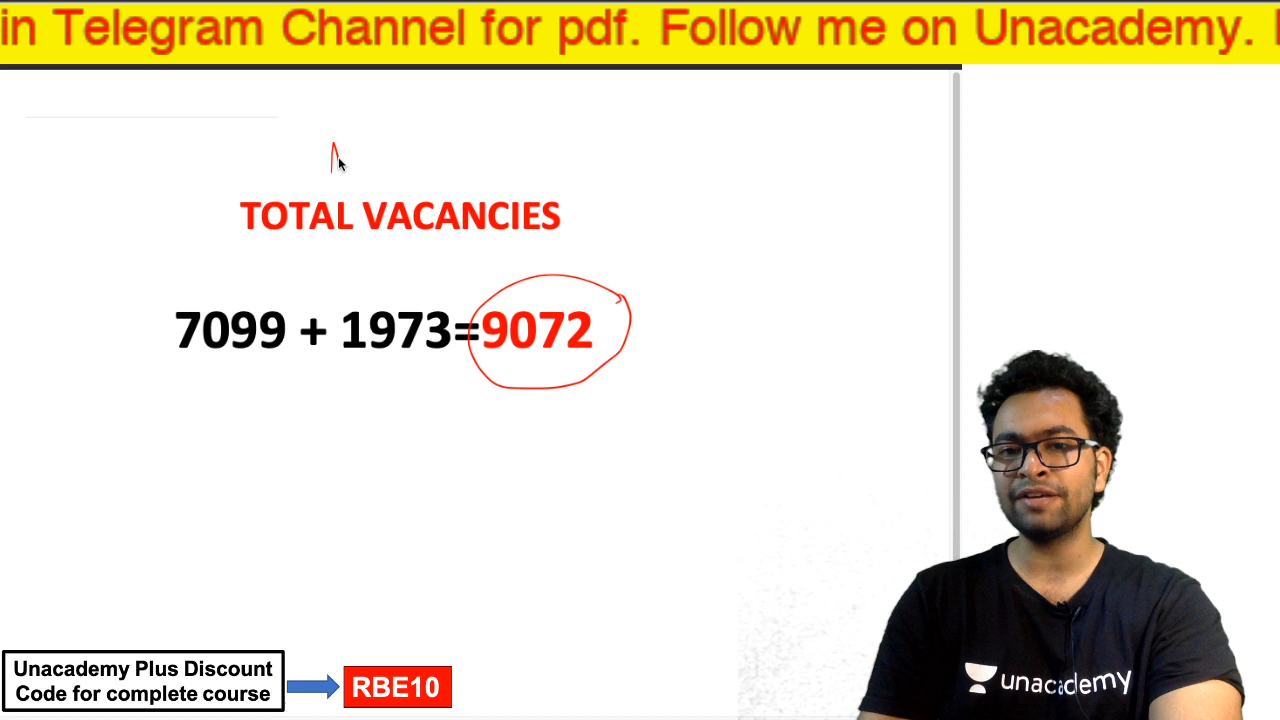 in Telegram Channel for pdf. Follow me on Unacademy.
TOTAL VACANCIES
7099 + 1973=9072
Unacademy Plus Discount
Code for complete course
RBE10
unacademy